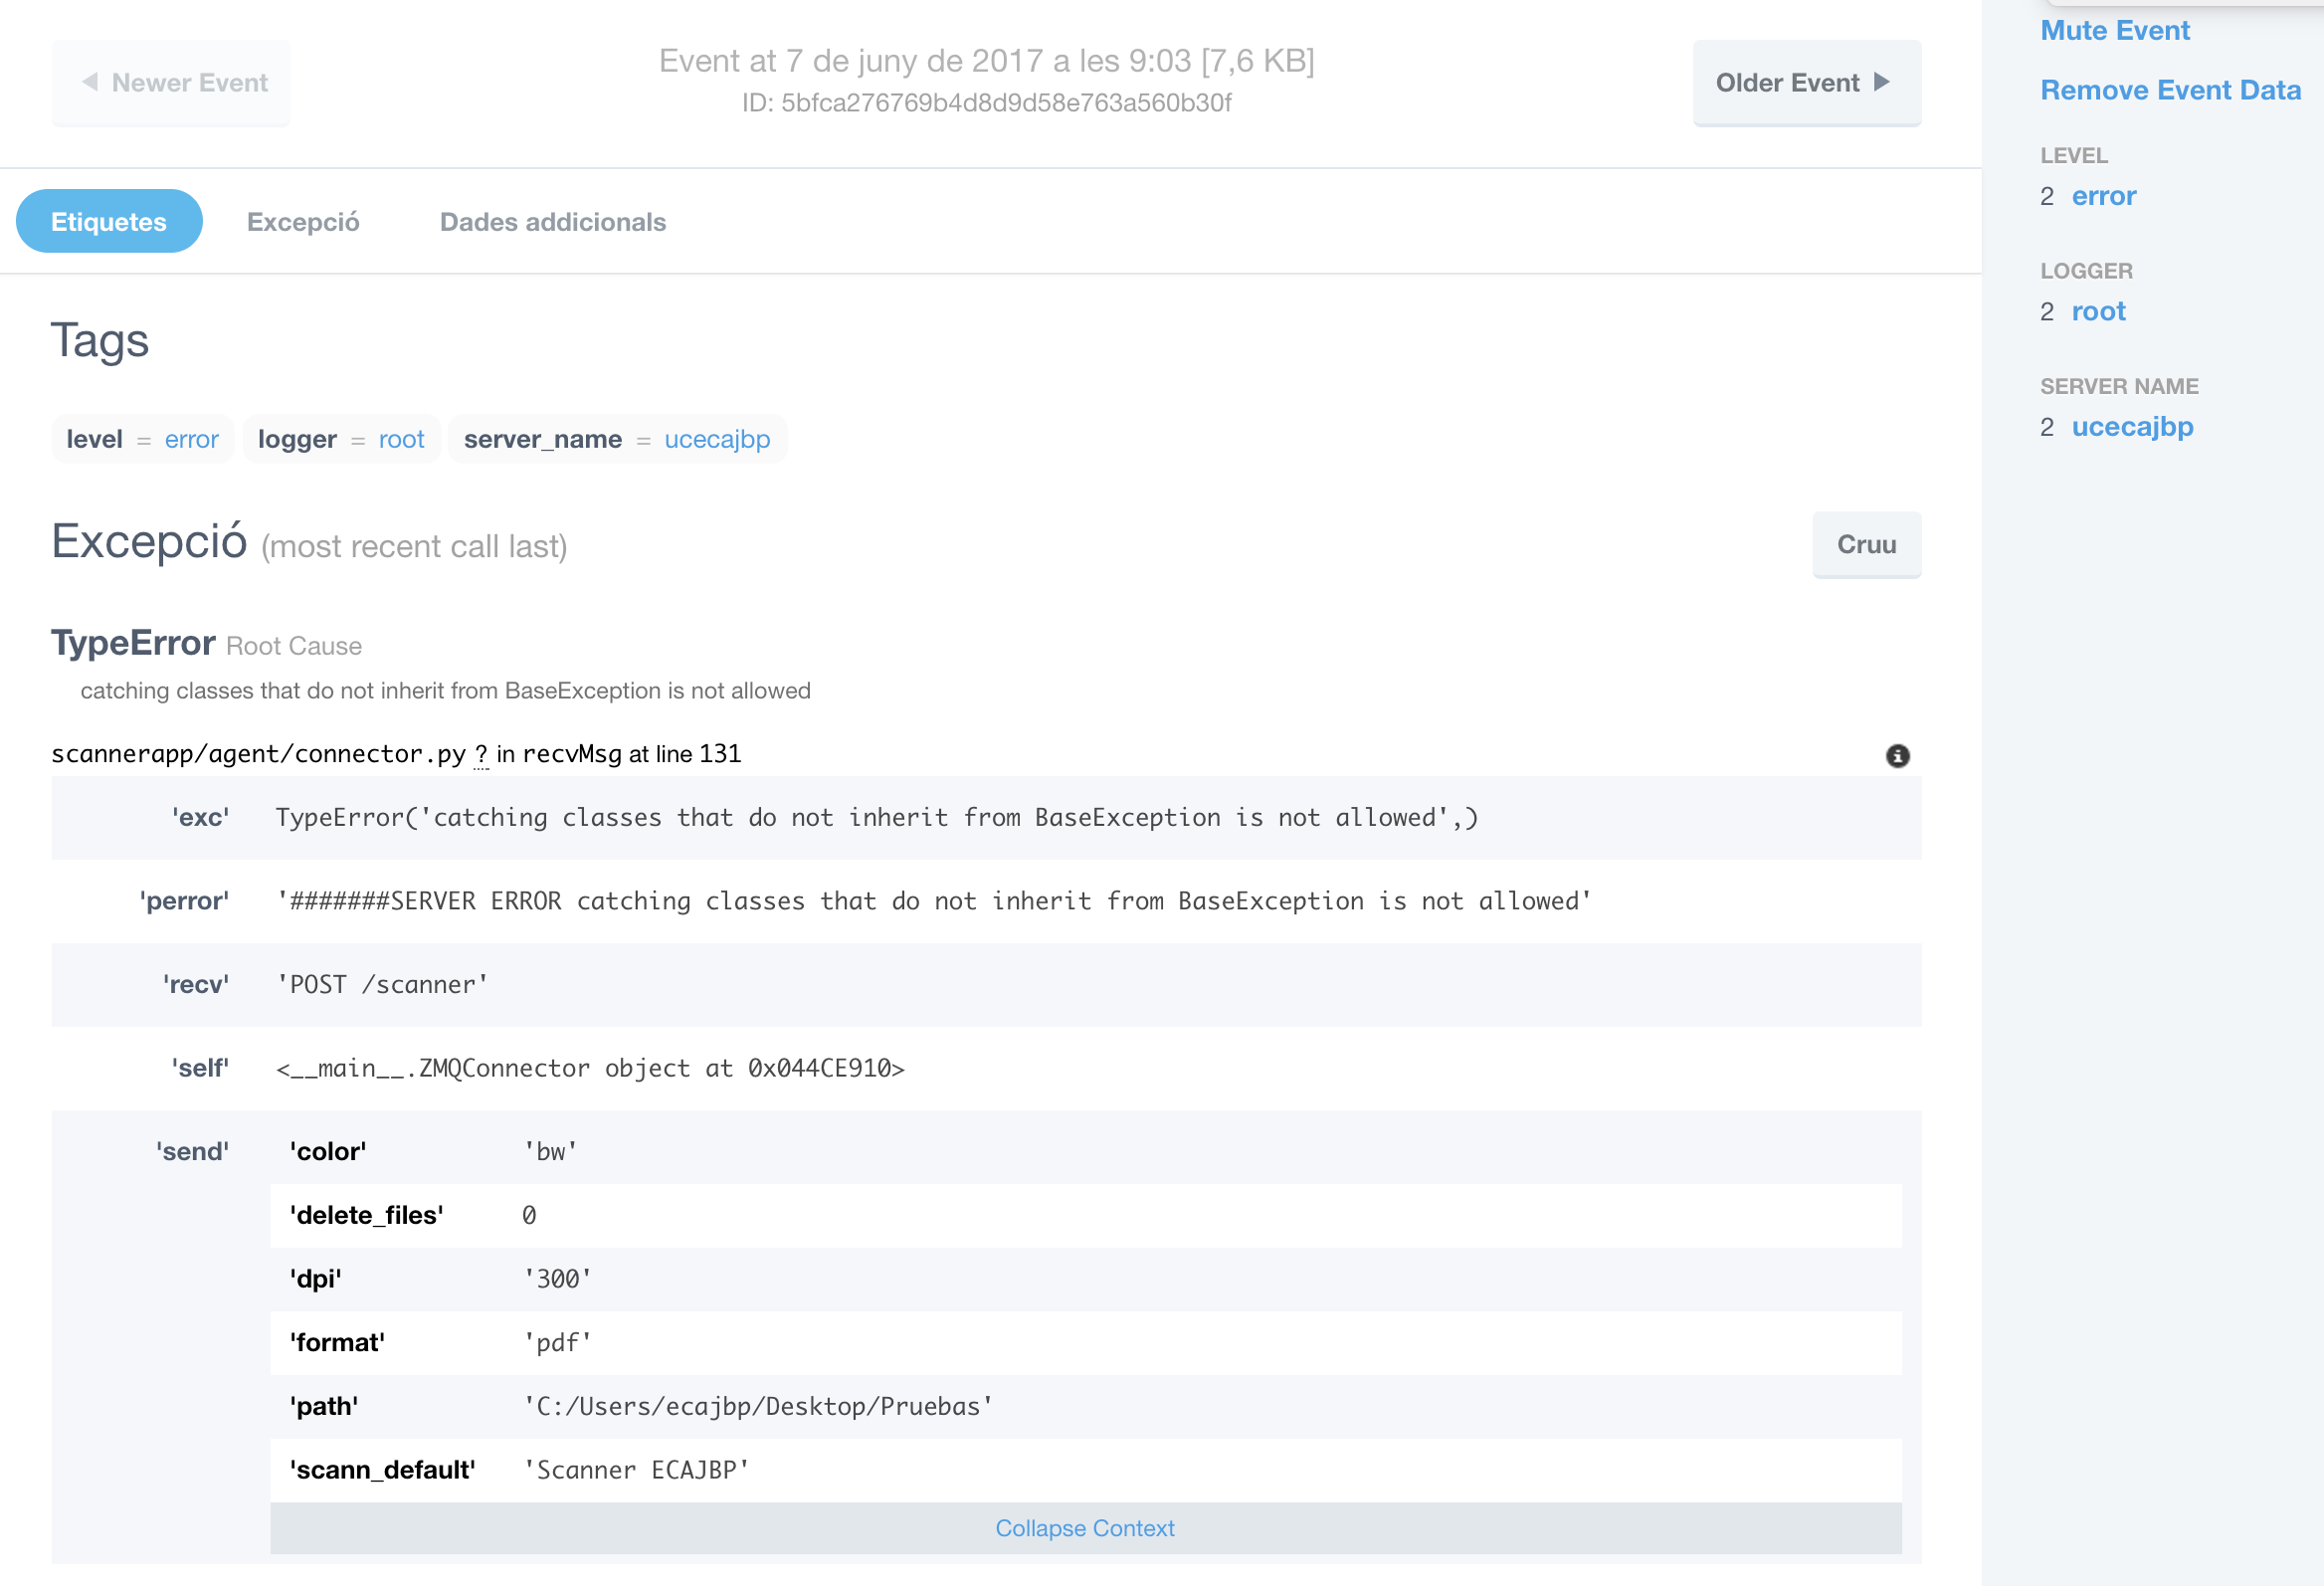 Newer Event
Event at 7 de juny de 2017 a les 9:03 [7,6 KB]
ID: 5bfca276769b4d8d9d58e763a560b30f
Older Event
Etiquetes Excepció Dades addicionals
Tags
level = error logger = root server_name = ucecajbp
Excepció (most recent call last)
Cruu
TypeError Root Cause
catching classes that do not inherit from BaseException is not allowed
scannerapp/agent/connector.py ? in recvMsg at line 131
'exc' TypeError('catching classes that do not inherit from BaseException is not allowed',)
'perror' '#######SERVER ERROR catching classes that do not inherit from BaseException is not allowed'
'recv' 'POST /scanner'
'self' <__main__.ZMQConnector object at 0x044CE910>
'send' 'color' 'bw'
'delete_files' 0
'dpi' '300'
'format' 'pdf'
'path' 'C:/Users/ecajbp/Desktop/Pruebas'
'scann_default' 'Scanner ECAJBP'
Collapse Context
Mute Event
Remove Event Data
LEVEL
2 error
LOGGER
2 root
SERVER NAME
2 ucecajbp